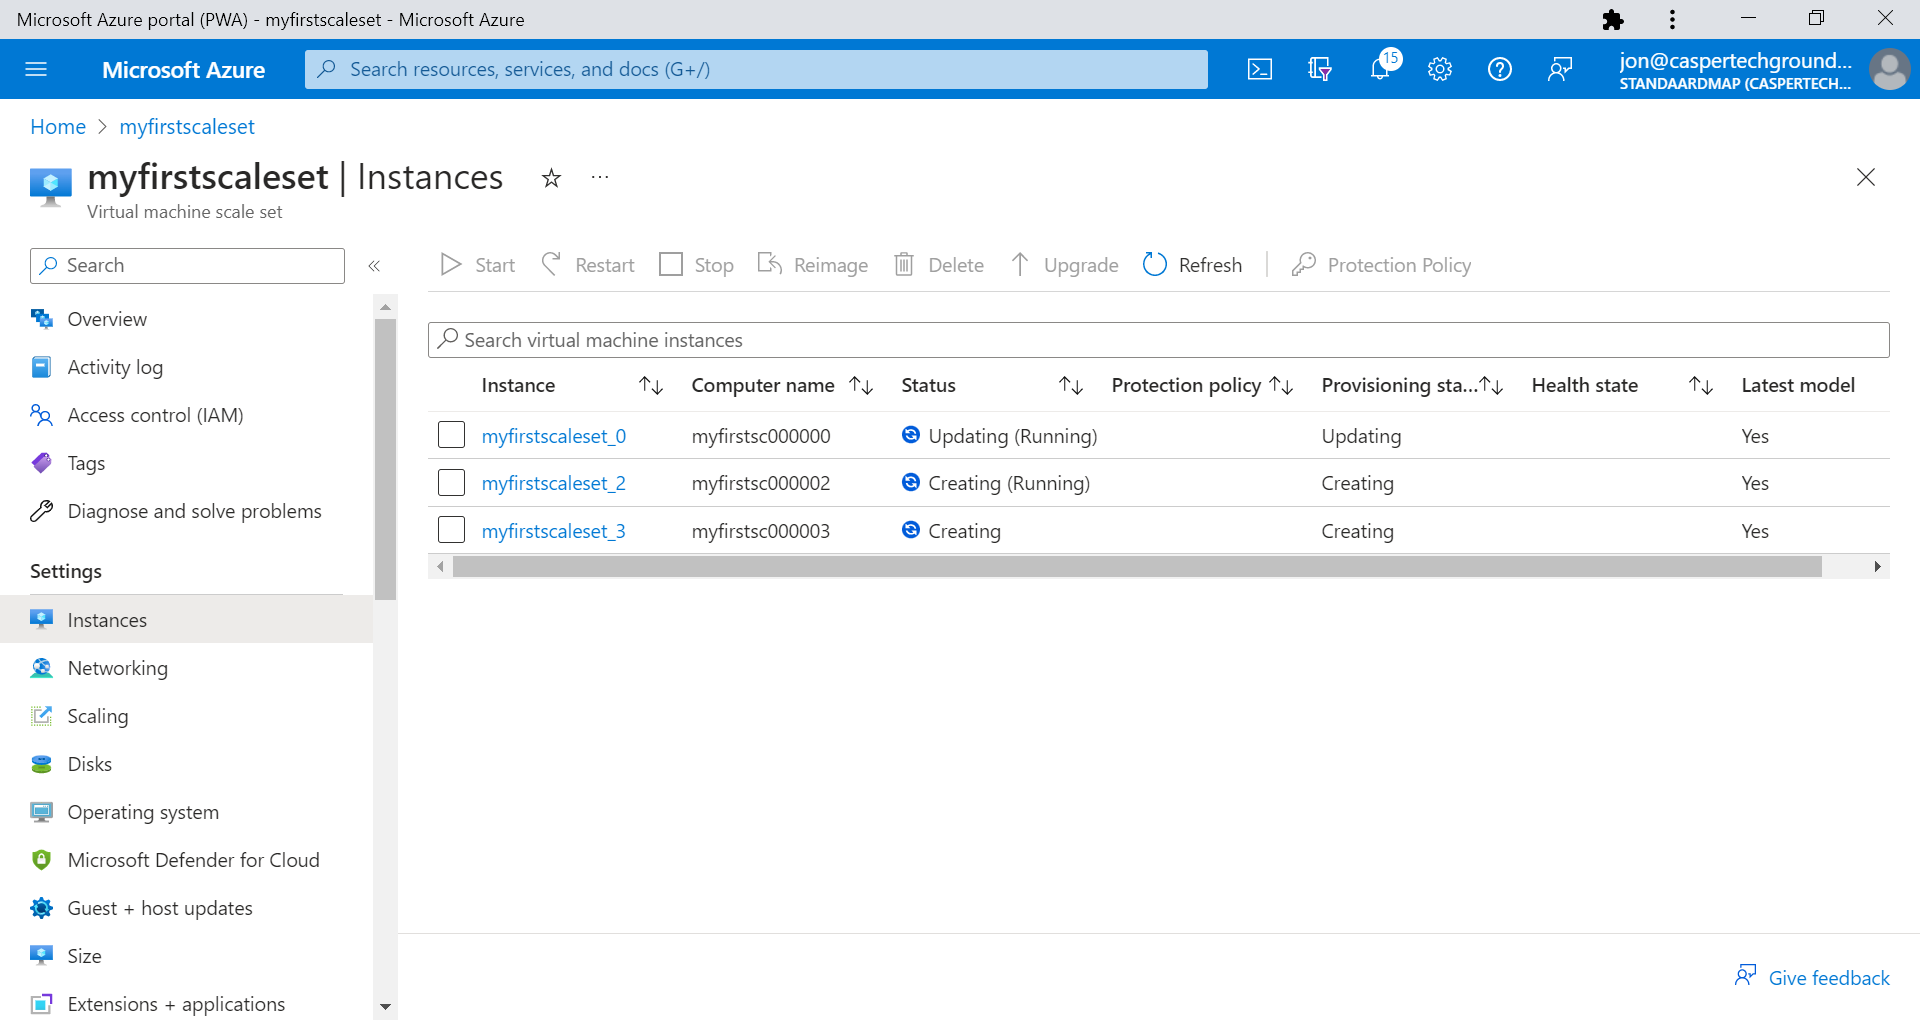 Microsoft Azure portal (PWA) - myfirstscaleset - Microsoft Azure
Microsoft Azure
Search resources, services, and docs (G+/)
15
jon@caspertechground...
STANDAARDMAP (CASPERTECH...
Home > myfirstscaleset
myfirstscaleset | Instances
Virtual machine scale set
Search
Start Restart Stop Reimage Delete Upgrade Refresh Protection Policy
Overview
Activity log
Access control (IAM)
Tags
Diagnose and solve problems
Settings
Instances
Networking
Scaling
Disks
Operating system
Microsoft Defender for Cloud
Guest + host updates
Size
Extensions + applications
Search virtual machine instances
Instance Computer name Status Protection policy Provisioning sta... Health state Latest model
myfirstscaleset_0 myfirstsc000000 Updating (Running) Updating Yes
myfirstscaleset_2 myfirstsc000002 Creating (Running) Creating Yes
myfirstscaleset_3 myfirstsc000003 Creating Creating Yes
Give feedback